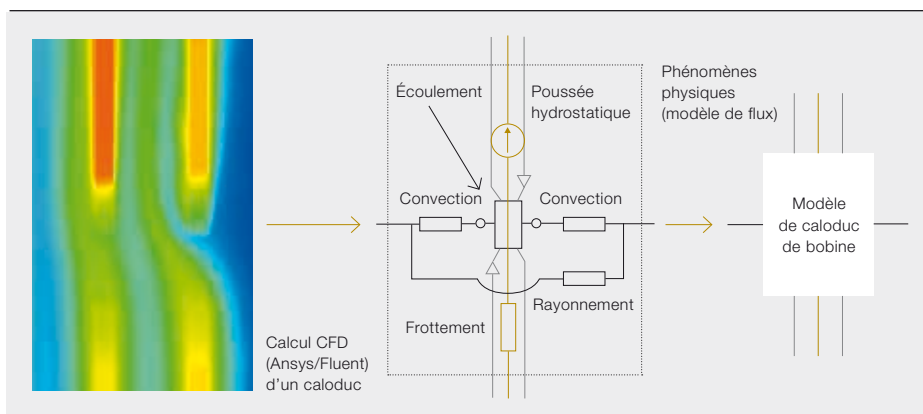 Calcul CFD
(Ansys/Fluent)
d'un caloduc
Écoulement
Poussée
hydrostatique
Convection
Convection
Rayonnement
Frottement
Phénomènes
physiques
(modèle de flux)
Modèle
de caloduc
de bobine